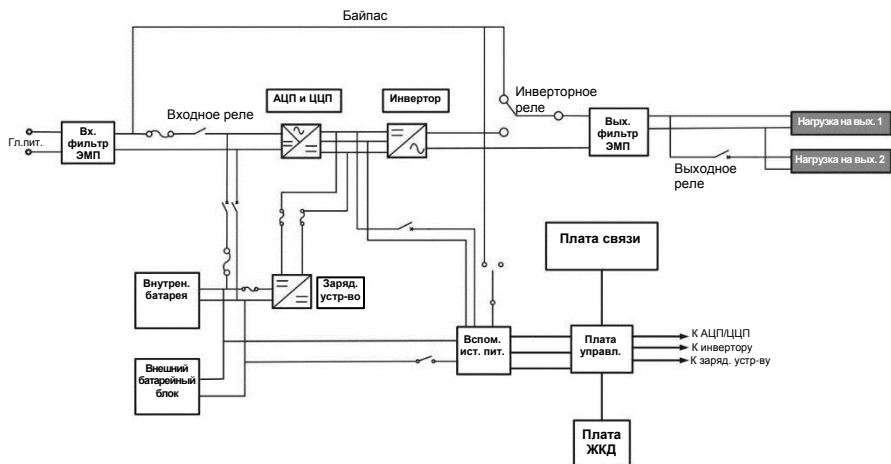 Байпас
АЦП и ЦЦП
Инвертор
Инверторное
реле
Входное реле
Гл.пит.
Вх.
фильтр
ЭМП
Вых.
фильтр
ЭМП
Нагрузка на вых. 1
Нагрузка на вых. 2
Выходное
реле
Плата связи
Внутрен.
батарея
Заряд.
устр-во
Вспом.
ист. пит.
Плата
управл.
К АЦП/ЦЦП
К инвертору
К заряд. устр-ву
Внешний
батарейный
блок
Плата
ЖКД